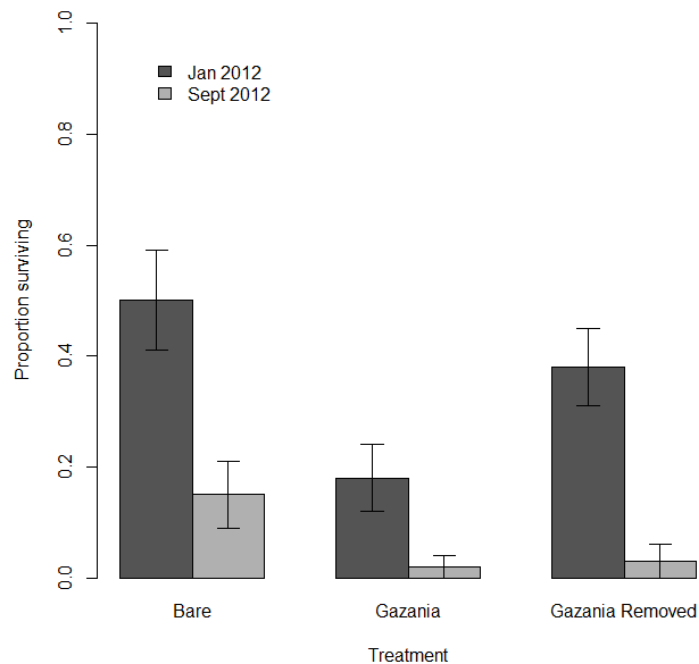 1.0
Jan 2012
Sept 2012
0.8
0.6
Proportion surviving
0.4
0.2
0.0
Bare
Gazania
Gazania Removed
Treatment